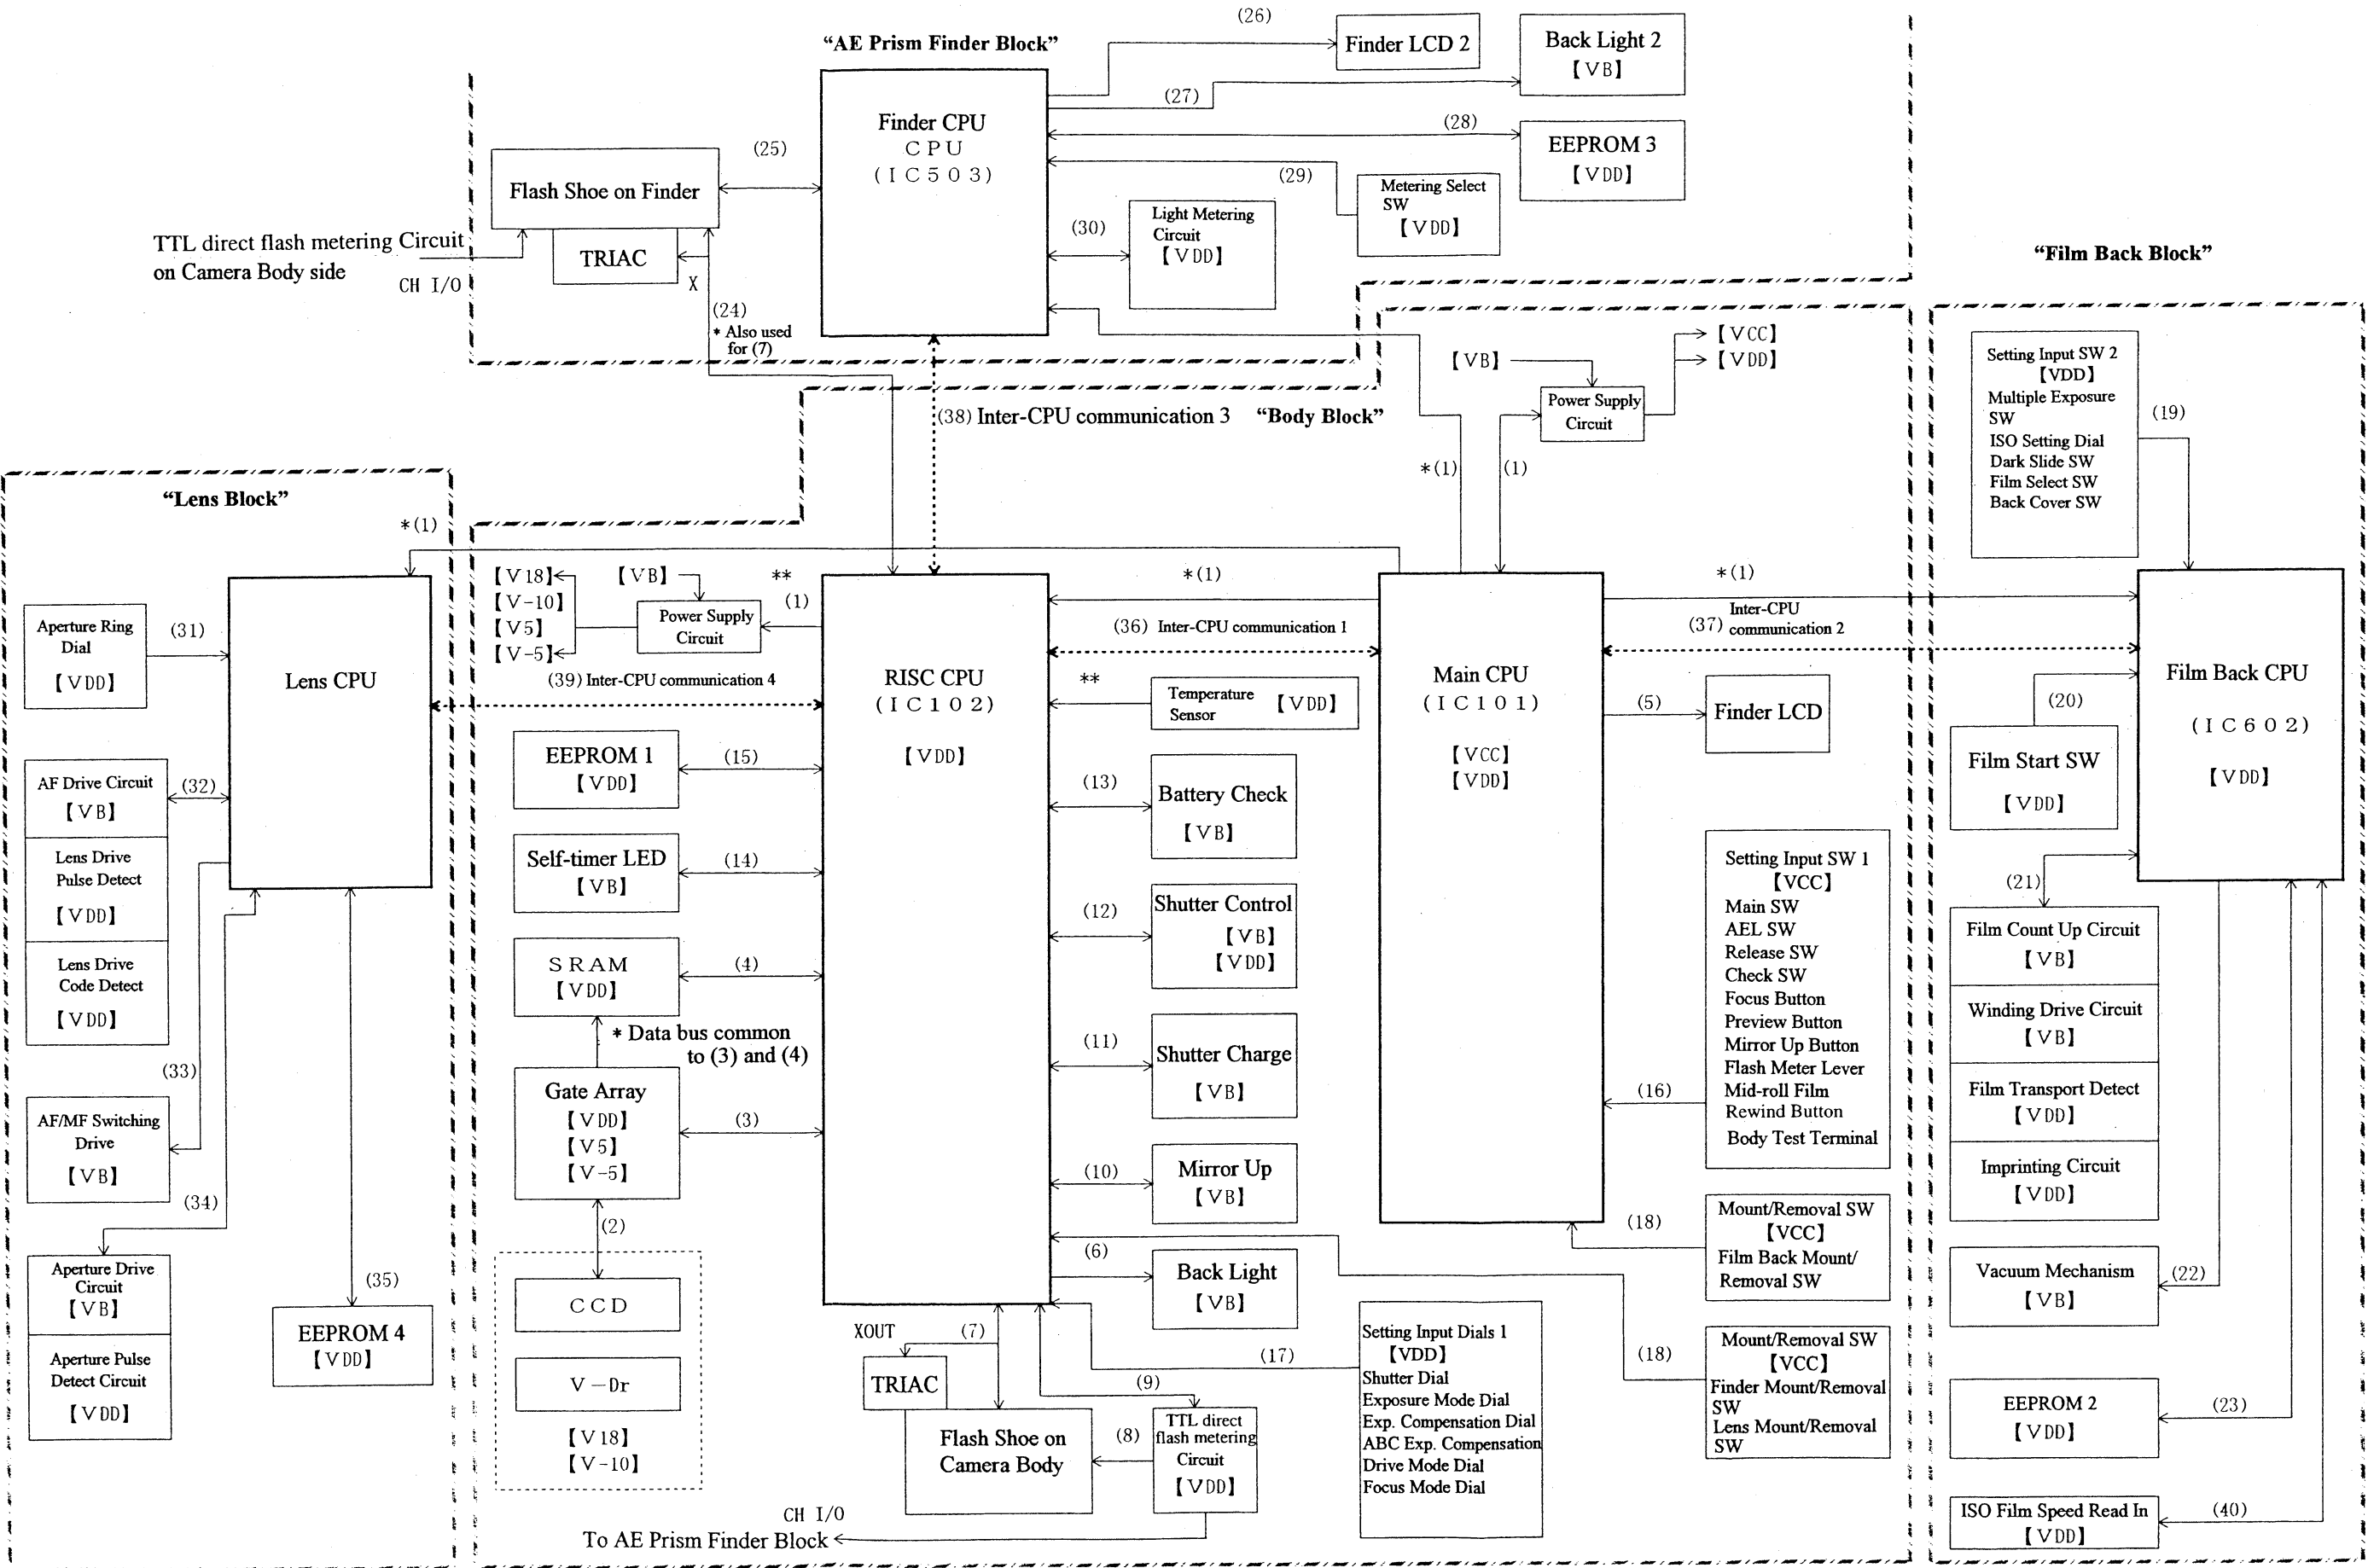 “AE Prism Finder Block”
Finder CPU
CPU
(IC503)
(26)
Finder LCD 2
Back Light 2
【VB】
(27)
(28)
EEPROM 3
【VDD】
(29)
Metering Select
SW
【VDD】
(30)
Light Metering
Circuit
【VDD】
(25)
Flash Shoe on Finder
TRIAC
X
TTL direct flash metering Circuit
on Camera Body side
CH I/O
(24)
* Also used
for (7)
(38) Inter-CPU communication 3
“Body Block”
【VB】
【VCC】
【VDD】
Power Supply
Circuit
*(1)
(1)
“Film Back Block”
Setting Input SW 2
【VDD】
Multiple Exposure
SW
ISO Setting Dial
Dark Slide SW
Film Select SW
Back Cover SW
(19)
“Lens Block”
*(1)
Aperture Ring
Dial
【VDD】
(31)
Lens CPU
AF Drive Circuit
【VB】
(32)
Lens Drive
Pulse Detect
【VDD】
Lens Drive
Code Detect
【VDD】
(33)
AF/MF Switching
Drive
【VB】
(34)
Aperture Drive
Circuit
【VB】
Aperture Pulse
Detect Circuit
【VDD】
(35)
EEPROM 4
【VDD】
【V18】
【V-10】
【V5】
【V-5】
【VB】
**
(1)
Power Supply
Circuit
(39) Inter-CPU communication 4
EEPROM 1
【VDD】
(15)
Self-timer LED
【VB】
(14)
SRAM
【VDD】
(4)
* Data bus common
to (3) and (4)
Gate Array
【VDD】
【V5】
【V-5】
(3)
(2)
CCD
V-Dr
【V18】
【V-10】
RISC CPU
(IC102)
【VDD】
*(1)
(36) Inter-CPU communication 1
**
Temperature
Sensor
【VDD】
(13)
Battery Check
【VB】
(12)
Shutter Control
【VB】
【VDD】
(11)
Shutter Charge
【VB】
(10)
Mirror Up
【VB】
(6)
Back Light
【VB】
XOUT
(7)
TRIAC
Flash Shoe on
Camera Body
(8)
(9)
TTL direct
flash metering
Circuit
【VDD】
CH I/O
To AE Prism Finder Block
(17)
Setting Input Dials 1
【VDD】
Shutter Dial
Exposure Mode Dial
Exp. Compensation Dial
ABC Exp. Compensation
Drive Mode Dial
Focus Mode Dial
Main CPU
(IC101)
【VCC】
【VDD】
*(1)
Inter-CPU
(37) communication 2
(5)
Finder LCD
(16)
Setting Input SW 1
【VCC】
Main SW
AEL SW
Release SW
Check SW
Focus Button
Preview Button
Mirror Up Button
Flash Meter Lever
Mid-roll Film
Rewind Button
Body Test Terminal
(18)
Mount/Removal SW
【VCC】
Film Back Mount/
Removal SW
(18)
Mount/Removal SW
【VCC】
Finder Mount/Removal
SW
Lens Mount/Removal
SW
Film Back CPU
(IC602)
【VDD】
(20)
Film Start SW
【VDD】
(21)
Film Count Up Circuit
【VB】
Winding Drive Circuit
【VB】
Film Transport Detect
【VDD】
Imprinting Circuit
【VDD】
Vacuum Mechanism
【VB】
(22)
EEPROM 2
【VDD】
(23)
ISO Film Speed Read In
【VDD】
(40)